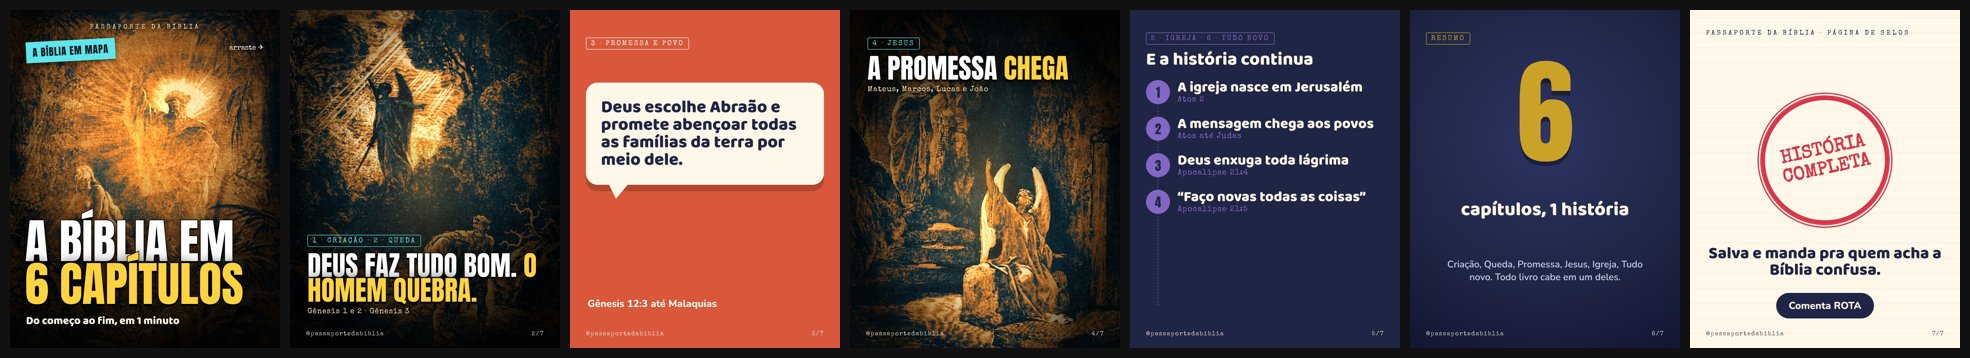 PASSAPORTE DA BÍBLIA
A BÍBLIA EM MAPA
arraste →
A BÍBLIA EM
6 CAPÍTULOS
Do começo ao fim, em 1 minuto
1 · CRIAÇÃO · 2 · QUEDA
DEUS FAZ TUDO BOM. O
HOMEM QUEBRA.
Gênesis 1 e 2 · Gênesis 3
@passaportedabiblia
2/7
3 · PROMESSA E POVO
Deus escolhe Abraão e
promete abençoar todas
as famílias da terra por
meio dele.
Gênesis 12:3 até Malaquias
@passaportedabiblia
3/7
4 · JESUS
A PROMESSA CHEGA
Mateus, Marcos, Lucas e João
@passaportedabiblia
4/7
5 · IGREJA · 6 · TUDO NOVO
E a história continua
1
A igreja nasce em Jerusalém
Atos 2
2
A mensagem chega aos povos
Atos até Judas
3
Deus enxuga toda lágrima
Apocalipse 21:4
4
“Faço novas todas as coisas”
Apocalipse 21:5
@passaportedabiblia
5/7
RESUMO
6
capítulos, 1 história
Criação, Queda, Promessa, Jesus, Igreja, Tudo
novo. Todo livro cabe em um deles.
@passaportedabiblia
6/7
PASSAPORTE DA BÍBLIA · PÁGINA DE SELOS
HISTÓRIA
COMPLETA
Salva e manda pra quem acha a
Bíblia confusa.
Comenta ROTA
@passaportedabiblia
7/7